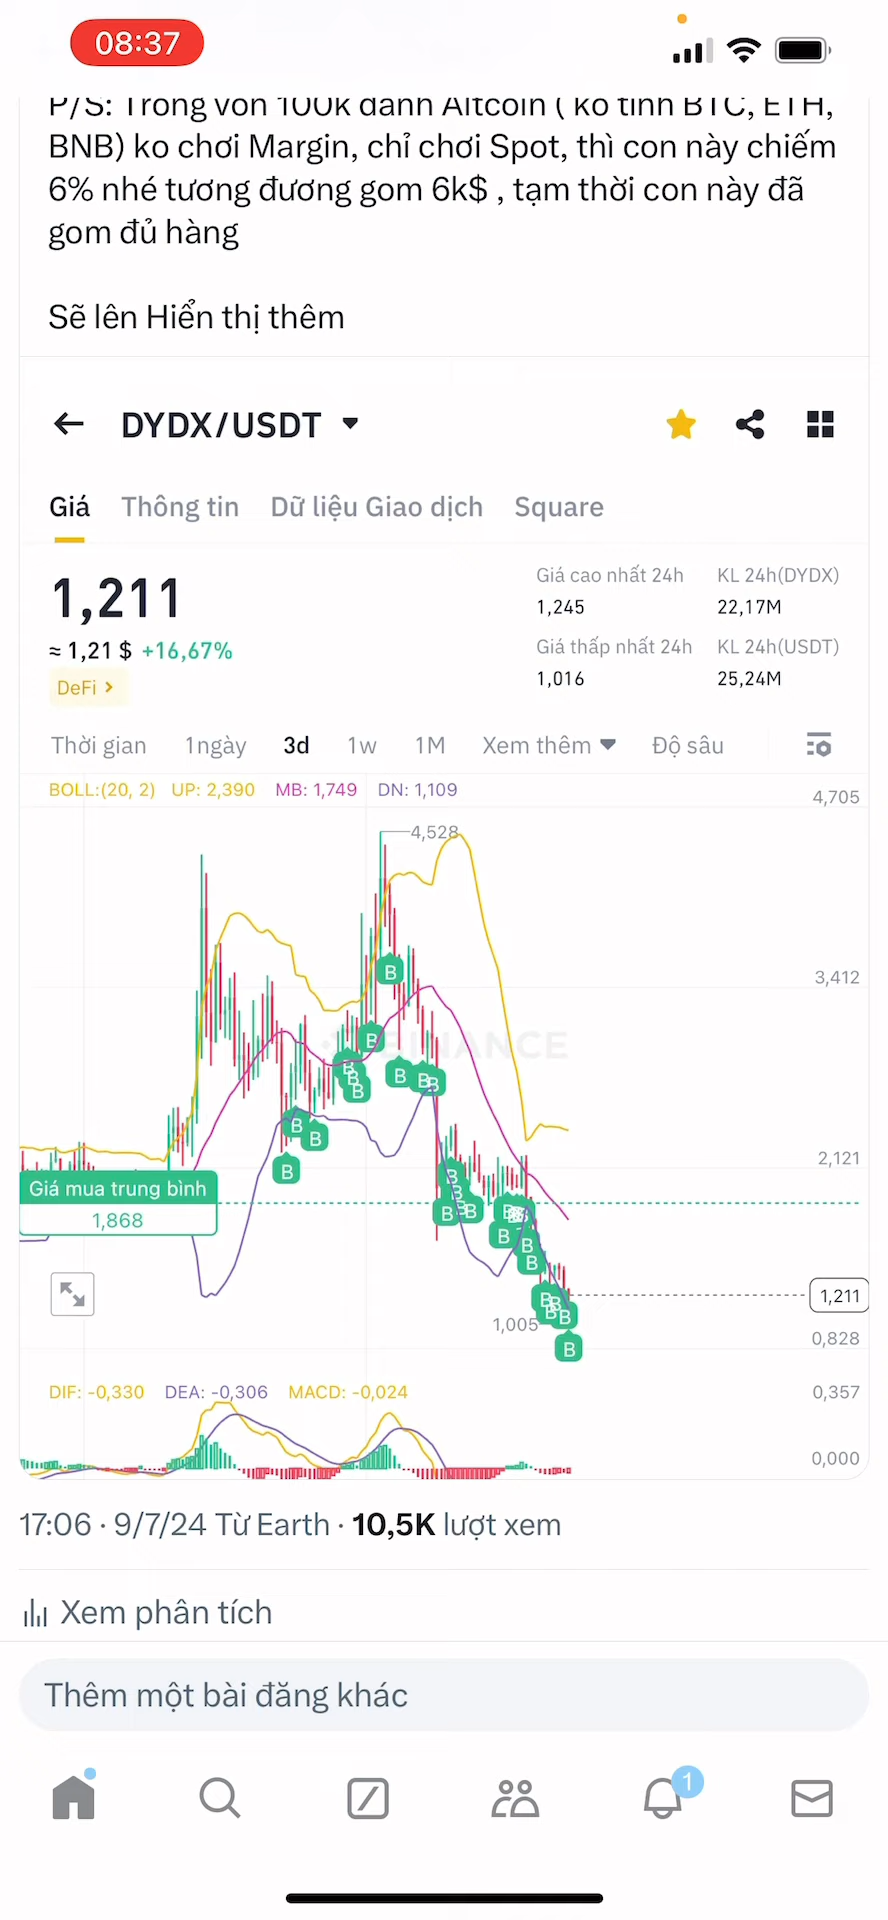 08:37
P/S: Trong vốn 100k đánh Altcoin ( ko tính BTC, ETH,
BNB) ko chơi Margin, chỉ chơi Spot, thì con này chiếm
6% nhé tương đương gom 6k$ , tạm thời con này đã
gom đủ hàng
Sẽ lên Hiển thị thêm
DYDX/USDT
Giá Thông tin Dữ liệu Giao dịch Square
1,211
≈ 1,21 $ +16,67%
DeFi
Giá cao nhất 24h KL 24h(DYDX)
1,245 22,17M
Giá thấp nhất 24h KL 24h(USDT)
1,016 25,24M
Thời gian 1ngày 3d 1w 1M Xem thêm Độ sâu
BOLL:(20, 2) UP: 2,390 MB: 1,749 DN: 1,109
4,705
4,528
B
3,412
B
BINANCE
B
B
B
B
B
B
B
B
B
2,121
B
B
Giá mua trung bình
1,868
B
B
B
B
B
B
B
B
B
B
B
B
1,211
B
1,005
0,828
B
DIF: -0,330 DEA: -0,306 MACD: -0,024
0,357
0,000
17:06 · 9/7/24 Từ Earth · 10,5K lượt xem
Xem phân tích
Thêm một bài đăng khác
1